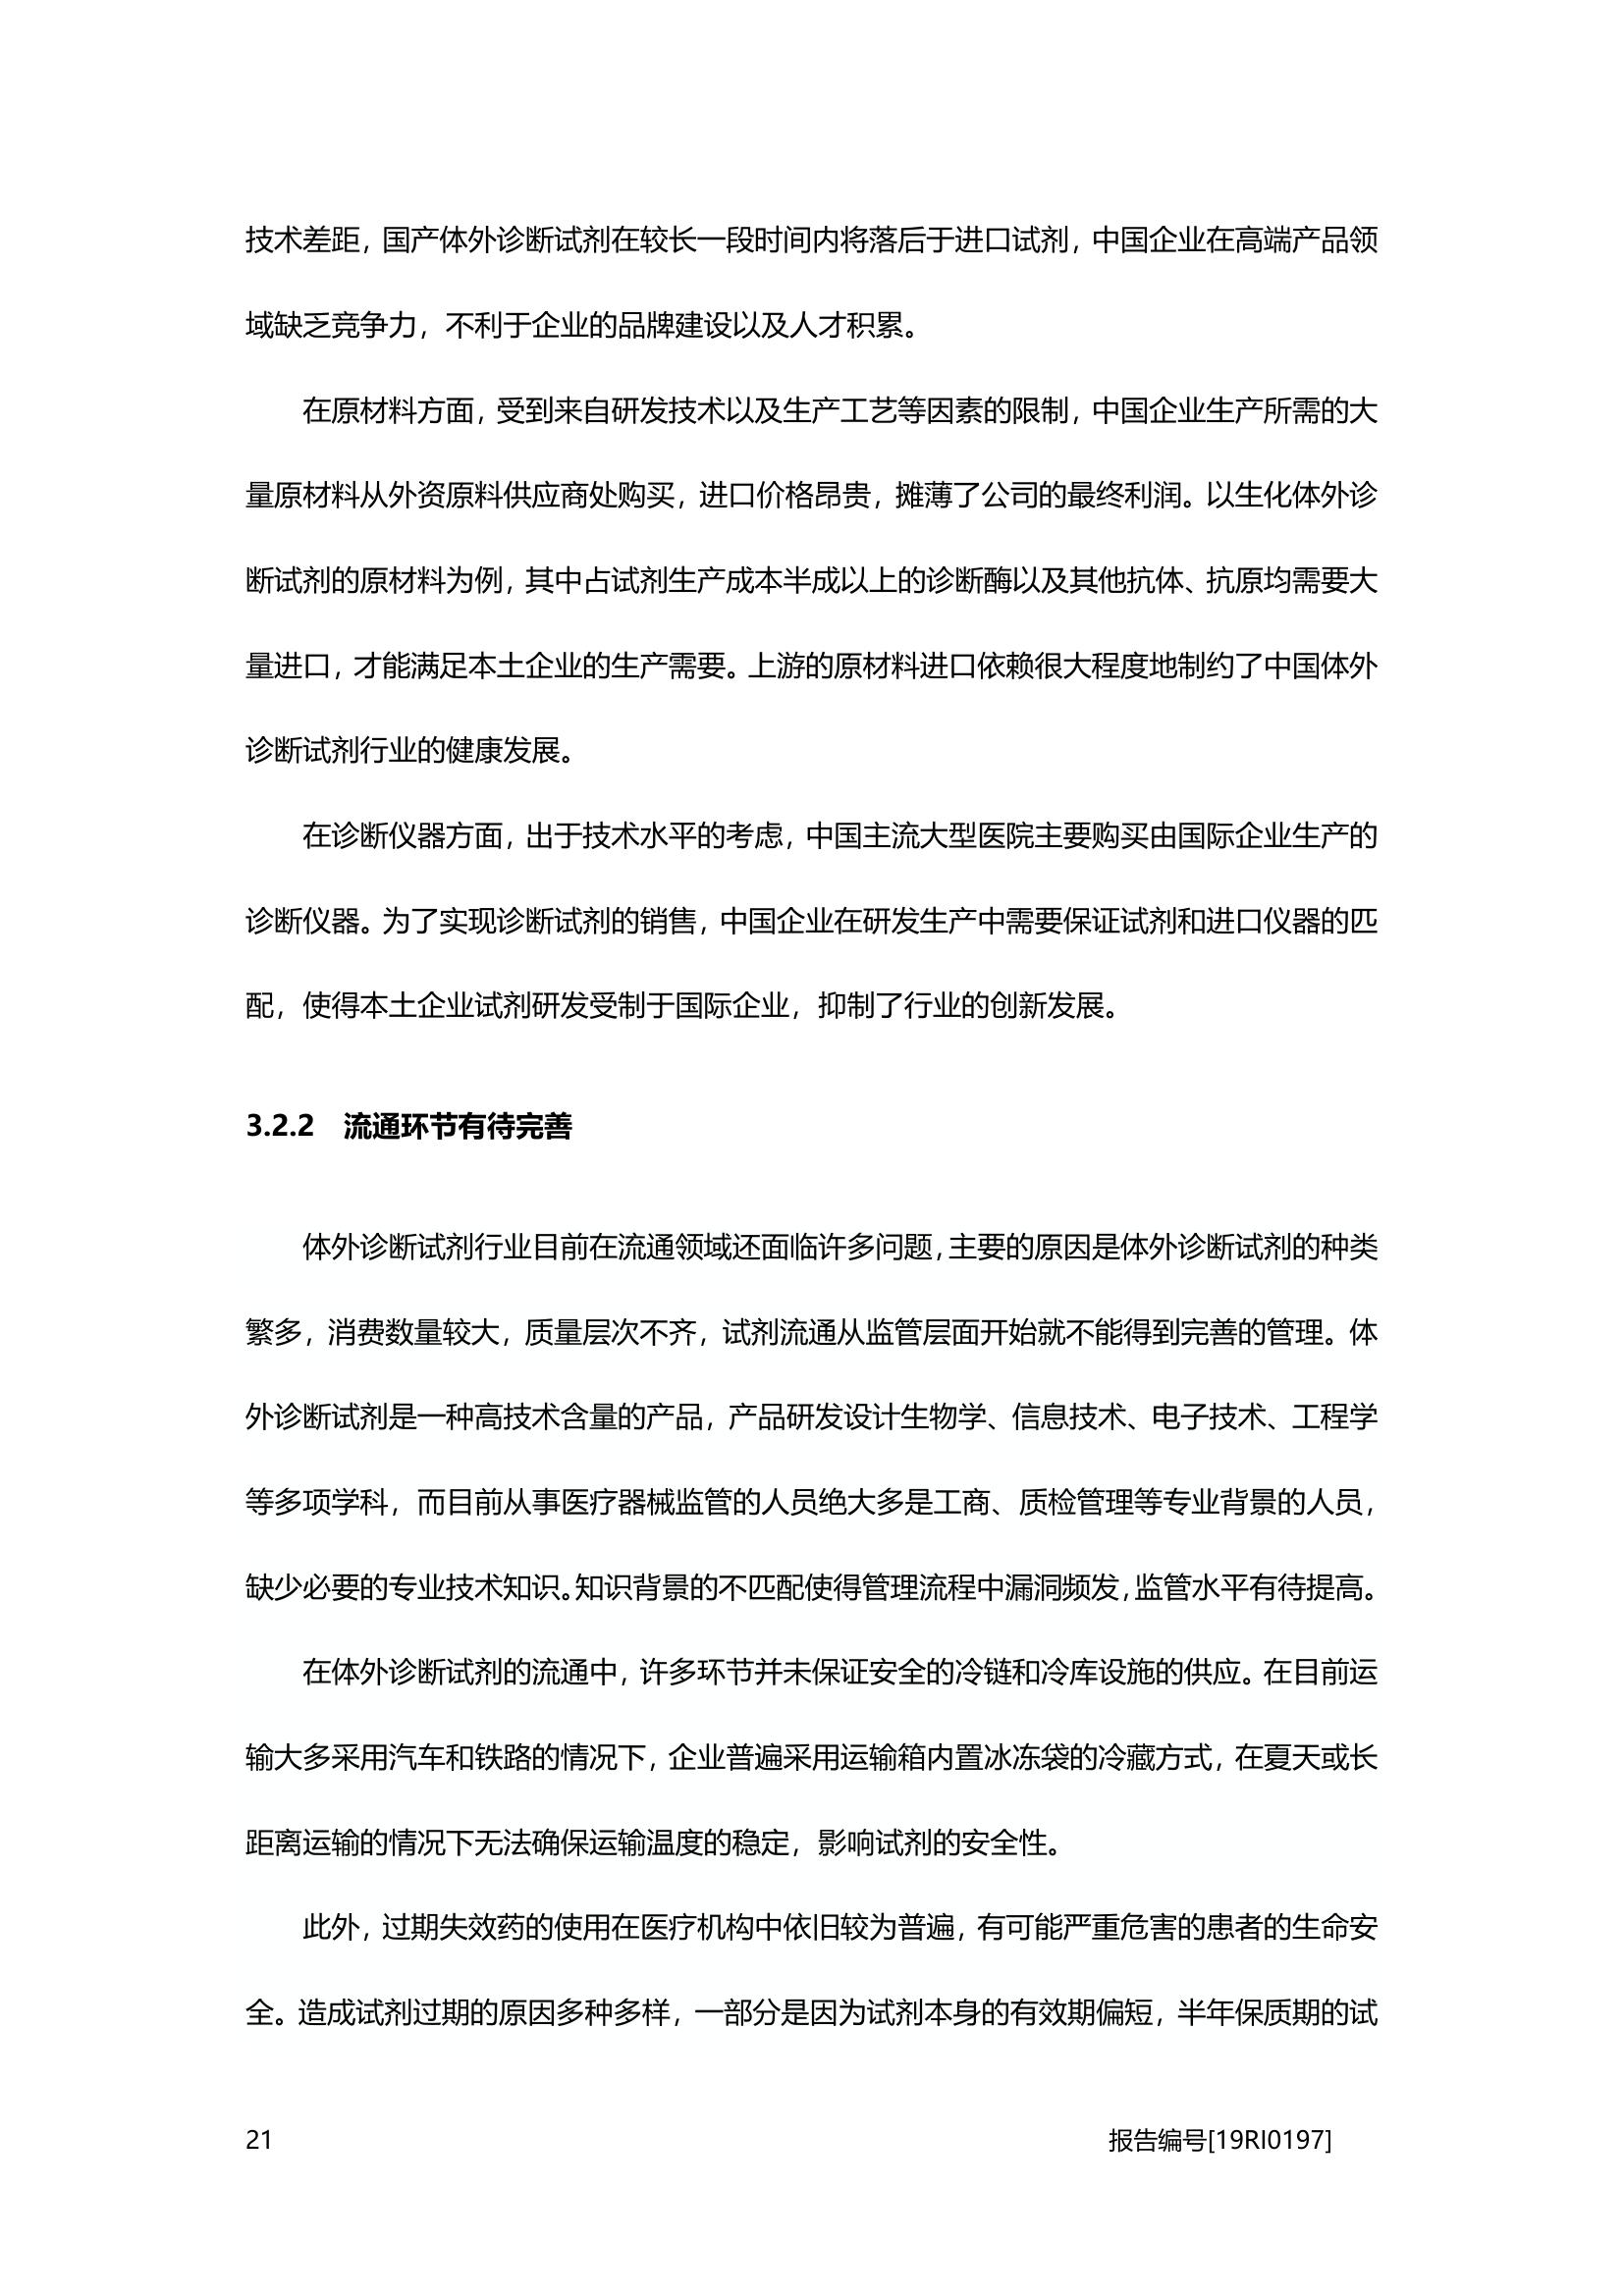 技术差距，国产体外诊断试剂在较长一段时间内将落后于进口试剂，中国企业在高端产品领
域缺乏竞争力，不利于企业的品牌建设以及人才积累。
在原材料方面，受到来自研发技术以及生产工艺等因素的限制，中国企业生产所需的大
量原材料从外资原料供应商处购买，进口价格昂贵，摊薄了公司的最终利润。以生化体外诊
断试剂的原材料为例，其中占试剂生产成本半成以上的诊断酶以及其他抗体、抗原均需要大
量进口，才能满足本土企业的生产需要。上游的原材料进口依赖很大程度地制约了中国体外
诊断试剂行业的健康发展。
在诊断仪器方面，出于技术水平的考虑，中国主流大型医院主要购买由国际企业生产的
诊断仪器。为了实现诊断试剂的销售，中国企业在研发生产中需要保证试剂和进口仪器的匹
配，使得本土企业试剂研发受制于国际企业，抑制了行业的创新发展。
3.2.2 流通环节有待完善
体外诊断试剂行业目前在流通领域还面临许多问题，主要的原因是体外诊断试剂的种类
繁多，消费数量较大，质量层次不齐，试剂流通从监管层面开始就不能得到完善的管理。体
外诊断试剂是一种高技术含量的产品，产品研发设计生物学、信息技术、电子技术、工程学
等多项学科，而目前从事医疗器械监管的人员绝大多是工商、质检管理等专业背景的人员，
缺少必要的专业技术知识。知识背景的不匹配使得管理流程中漏洞频发，监管水平有待提高。
在体外诊断试剂的流通中，许多环节并未保证安全的冷链和冷库设施的供应。在目前运
输大多采用汽车和铁路的情况下，企业普遍采用运输箱内置冰冻袋的冷藏方式，在夏天或长
距离运输的情况下无法确保运输温度的稳定，影响试剂的安全性。
此外，过期失效药的使用在医疗机构中依旧较为普遍，有可能严重危害的患者的生命安
全。造成试剂过期的原因多种多样，一部分是因为试剂本身的有效期偏短，半年保质期的试
21 报告编号[19RI0197]